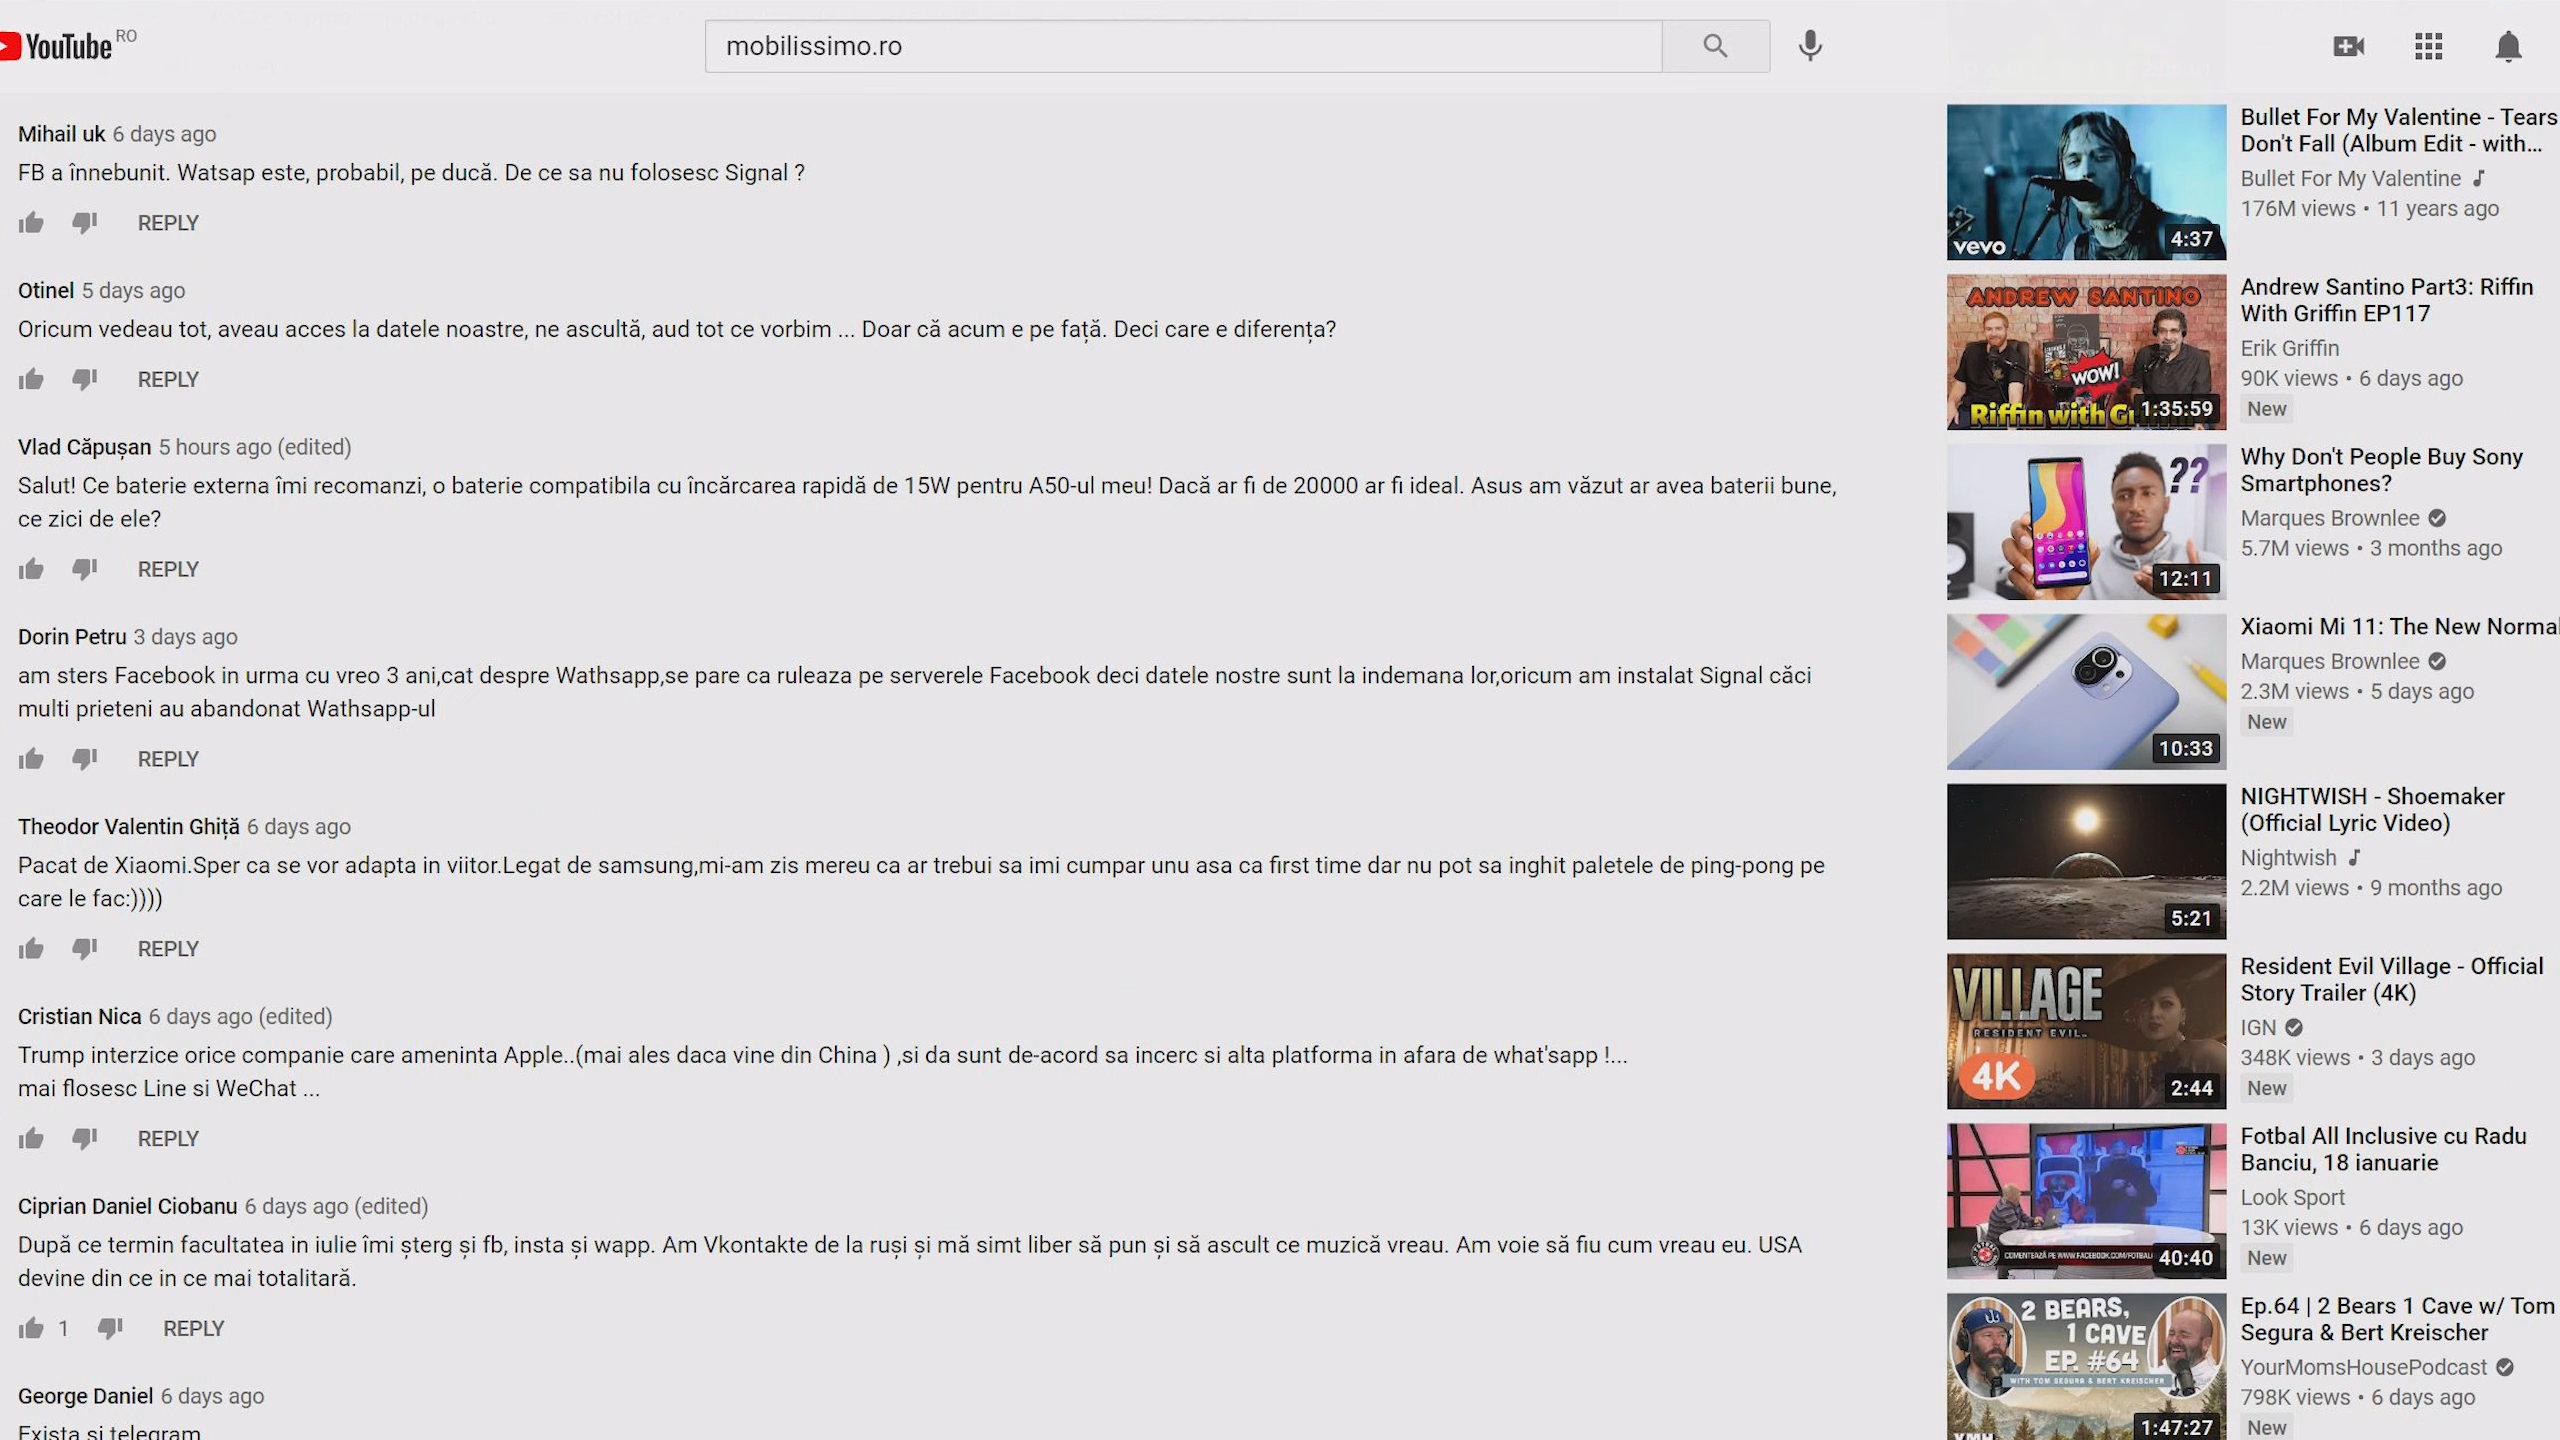 YouTube RO
mobilissimo.ro
Mihail uk 6 days ago
FB a înnebunit. Watsap este, probabil, pe ducă. De ce sa nu folosesc Signal ?
REPLY
Otinel 5 days ago
Oricum vedeau tot, aveau acces la datele noastre, ne ascultă, aud tot ce vorbim ... Doar că acum e pe față. Deci care e diferența?
REPLY
Vlad Căpușan 5 hours ago (edited)
Salut! Ce baterie externa îmi recomanzi, o baterie compatibila cu încărcarea rapidă de 15W pentru A50-ul meu! Dacă ar fi de 20000 ar fi ideal. Asus am văzut ar avea baterii bune,
ce zici de ele?
REPLY
Dorin Petru 3 days ago
am sters Facebook in urma cu vreo 3 ani,cat despre Wathsapp,se pare ca ruleaza pe serverele Facebook deci datele nostre sunt la indemana lor,oricum am instalat Signal căci
multi prieteni au abandonat Wathsapp-ul
REPLY
Theodor Valentin Ghiță 6 days ago
Pacat de Xiaomi.Sper ca se vor adapta in viitor.Legat de samsung,mi-am zis mereu ca ar trebui sa imi cumpar unu asa ca first time dar nu pot sa inghit paletele de ping-pong pe
care le fac:))))
REPLY
Cristian Nica 6 days ago (edited)
Trump interzice orice companie care ameninta Apple..(mai ales daca vine din China ) ,si da sunt de-acord sa incerc si alta platforma in afara de what'sapp !...
mai flosesc Line si WeChat ...
REPLY
Ciprian Daniel Ciobanu 6 days ago (edited)
După ce termin facultatea in iulie îmi șterg și fb, insta și wapp. Am Vkontakte de la ruși și mă simt liber să pun și să ascult ce muzică vreau. Am voie să fiu cum vreau eu. USA
devine din ce in ce mai totalitară.
1 REPLY
George Daniel 6 days ago
Exista si telegram
vevo
4:37
Bullet For My Valentine - Tears
Don't Fall (Album Edit - with...
Bullet For My Valentine
176M views • 11 years ago
ANDREW SANTINO
WOW!
Riffin with
1:35:59
Andrew Santino Part3: Riffin
With Griffin EP117
Erik Griffin
90K views • 6 days ago
New
??
12:11
Why Don't People Buy Sony
Smartphones?
Marques Brownlee
5.7M views • 3 months ago
10:33
Xiaomi Mi 11: The New Normal
Marques Brownlee
2.3M views • 5 days ago
New
5:21
NIGHTWISH - Shoemaker
(Official Lyric Video)
Nightwish
2.2M views • 9 months ago
VILLAGE
RESIDENT EVIL
4K
2:44
Resident Evil Village - Official
Story Trailer (4K)
IGN
348K views • 3 days ago
New
COMENTEAZĂ PE WWW.FACEBOOK.COM/FOTBAL
40:40
Fotbal All Inclusive cu Radu
Banciu, 18 ianuarie
Look Sport
13K views • 6 days ago
New
2 BEARS,
1 CAVE
EP. #64
WITH TOM SEGURA & BERT KREISCHER
YMH
1:47:27
Ep.64 | 2 Bears 1 Cave w/ Tom
Segura & Bert Kreischer
YourMomsHousePodcast
798K views • 6 days ago
New